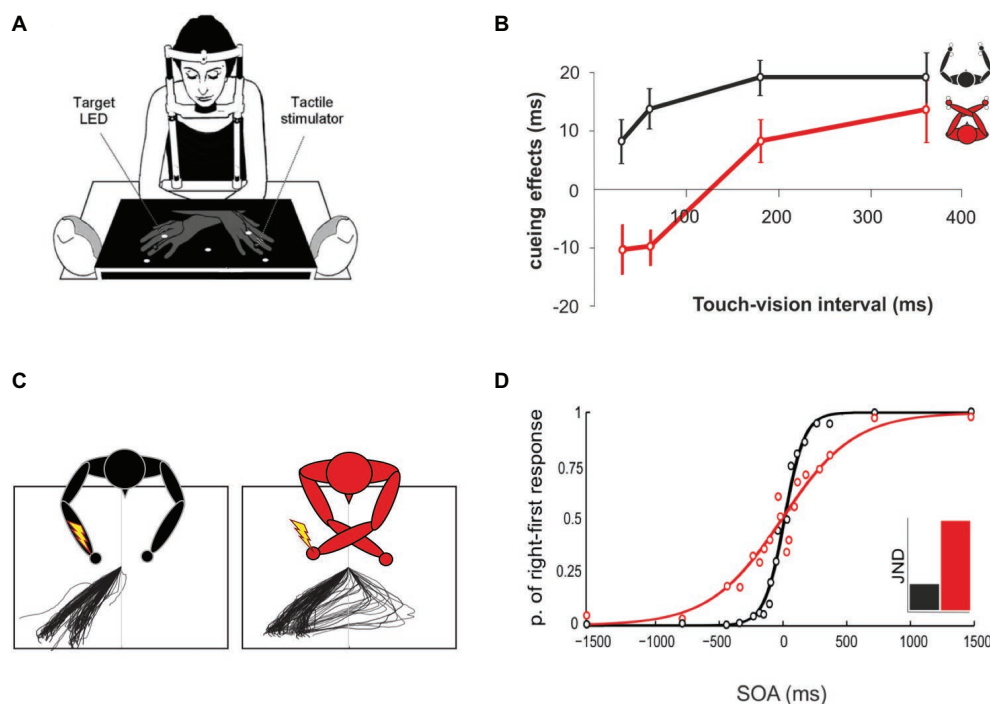 A
Target
LED
Tactile
stimulator
B
cueing effects (ms)
20
10
0
-10
-20
100
200
300
400
Touch-vision interval (ms)
C
D
p. of right-first response
1
0.75
0.5
0.25
0
−1500
−1000
−500
0
500
1000
1500
SOA (ms)
JND